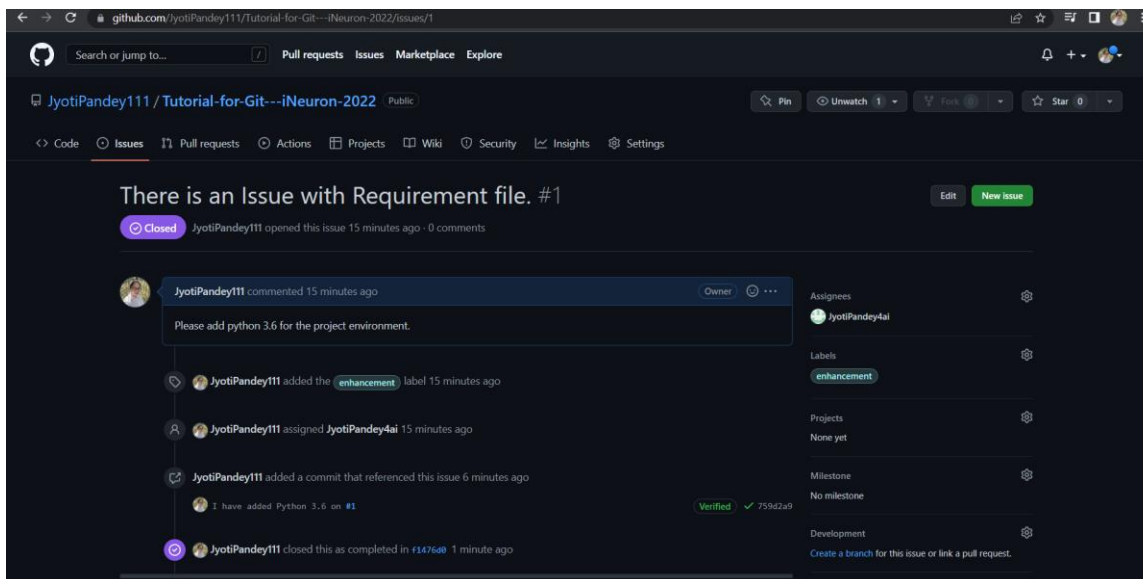 github.com/JyotiPandey111/Tutorial-for-Git---iNeuron-2022/issues/1
Search or jump to... / Pull requests Issues Marketplace Explore
JyotiPandey111 / Tutorial-for-Git---iNeuron-2022 Public Pin Unwatch 1 Fork 0 Star 0
<> Code Issues Pull requests Actions Projects Wiki Security Insights Settings
There is an Issue with Requirement file. #1 Edit New issue
Closed JyotiPandey111 opened this issue 15 minutes ago · 0 comments
JyotiPandey111 commented 15 minutes ago Owner ...
Please add python 3.6 for the project environment.
JyotiPandey111 added the enhancement label 15 minutes ago
JyotiPandey111 assigned JyotiPandey4ai 15 minutes ago
JyotiPandey111 added a commit that referenced this issue 6 minutes ago
I have added Python 3.6 on #1 Verified 759d2a9
JyotiPandey111 closed this as completed in f1476d0 1 minute ago
Assignees
JyotiPandey4ai
Labels
enhancement
Projects
None yet
Milestone
No milestone
Development
Create a branch for this issue or link a pull request.